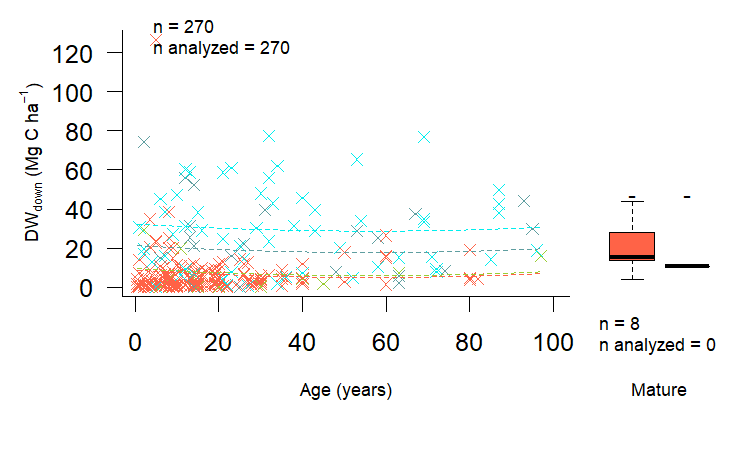 n = 270
n analyzed = 270
120
100
80
60
40
20
0
DWdown (Mg C ha−1)
0 20 40 60 80 100
Age (years)
- -
n = 8
n analyzed = 0
Mature